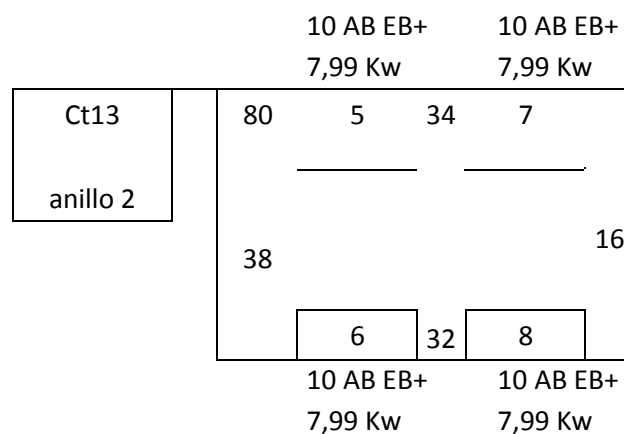 10 AB EB+ 10 AB EB+
7,99 Kw 7,99 Kw
Ct13 80 5 34 7
anillo 2
16
38
6 32 8
10 AB EB+ 10 AB EB+
7,99 Kw 7,99 Kw